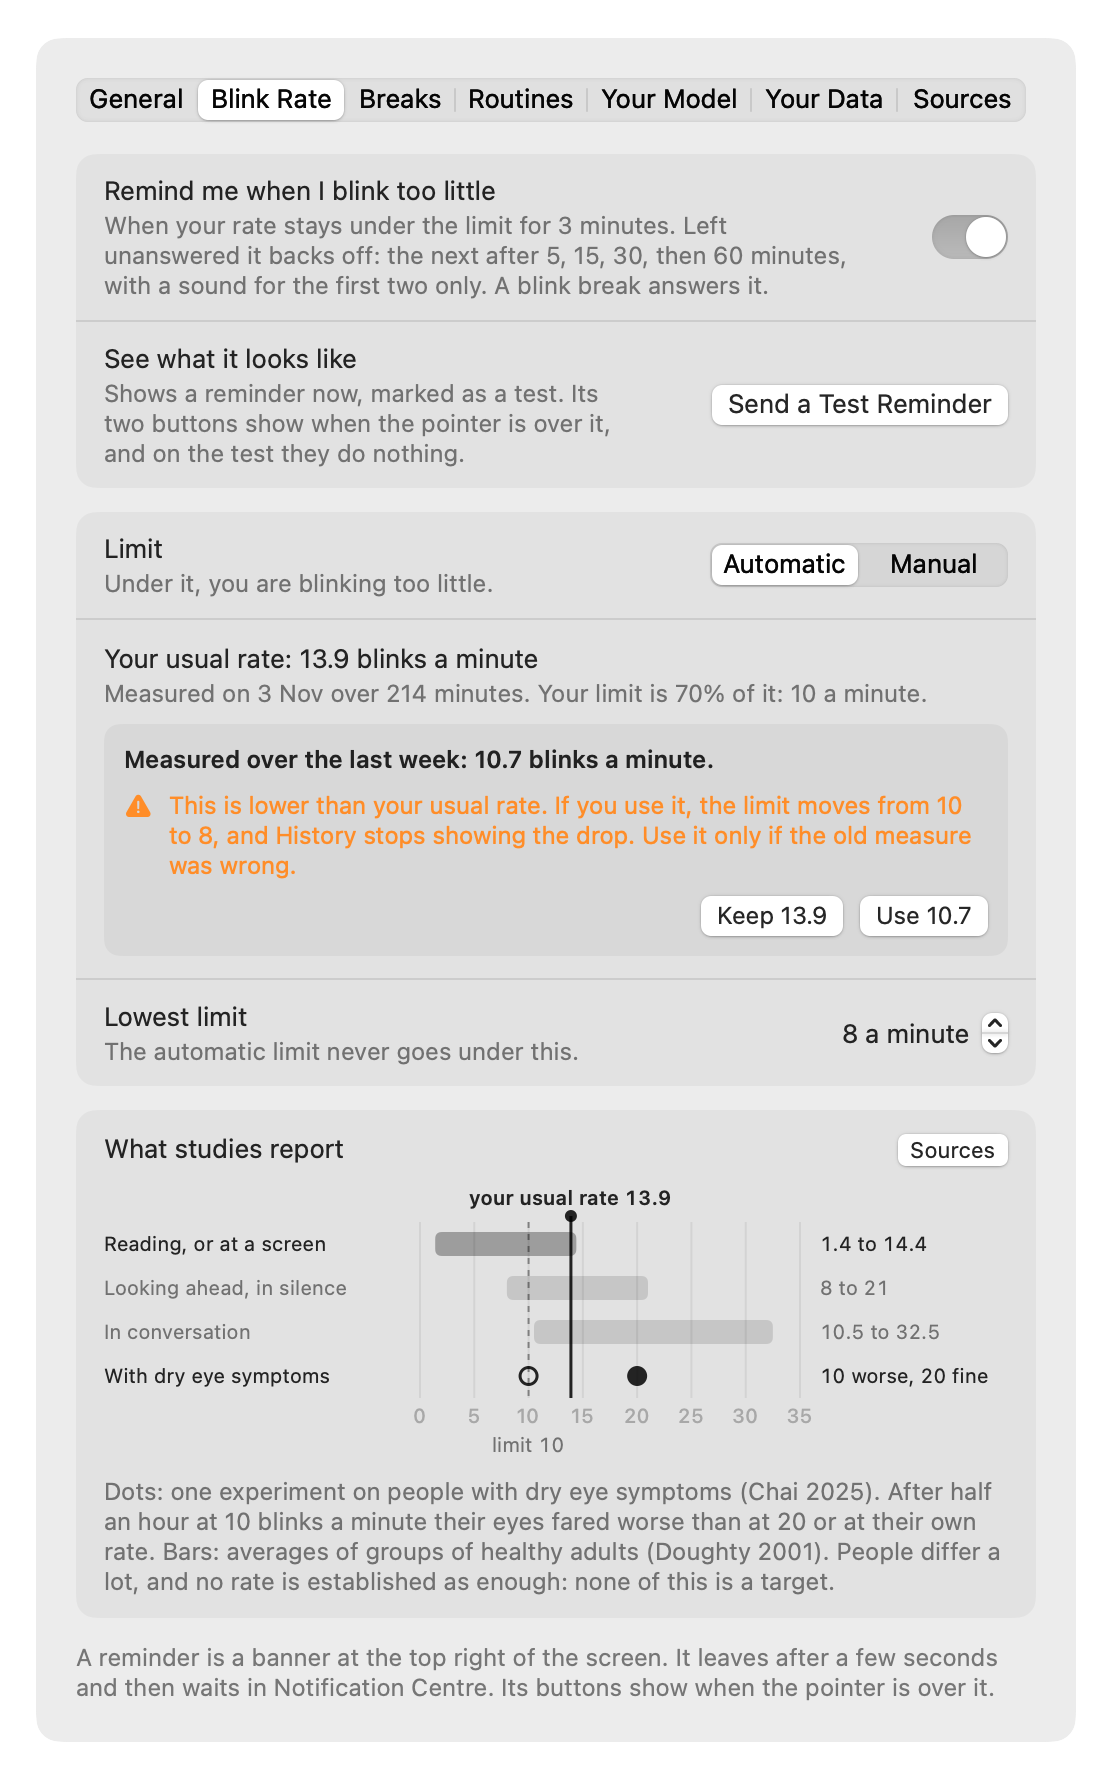 General Blink Rate Breaks Routines Your Model Your Data Sources
Remind me when I blink too little
When your rate stays under the limit for 3 minutes. Left
unanswered it backs off: the next after 5, 15, 30, then 60 minutes,
with a sound for the first two only. A blink break answers it.
See what it looks like
Shows a reminder now, marked as a test. Its
two buttons show when the pointer is over it,
and on the test they do nothing.
Send a Test Reminder
Limit
Under it, you are blinking too little.
Automatic Manual
Your usual rate: 13.9 blinks a minute
Measured on 3 Nov over 214 minutes. Your limit is 70% of it: 10 a minute.
Measured over the last week: 10.7 blinks a minute.
This is lower than your usual rate. If you use it, the limit moves from 10
to 8, and History stops showing the drop. Use it only if the old measure
was wrong.
Keep 13.9 Use 10.7
Lowest limit
The automatic limit never goes under this.
8 a minute
What studies report
Sources
your usual rate 13.9
Reading, or at a screen 1.4 to 14.4
Looking ahead, in silence 8 to 21
In conversation 10.5 to 32.5
With dry eye symptoms 10 worse, 20 fine
0 5 10 15 20 25 30 35
limit 10
Dots: one experiment on people with dry eye symptoms (Chai 2025). After half
an hour at 10 blinks a minute their eyes fared worse than at 20 or at their own
rate. Bars: averages of groups of healthy adults (Doughty 2001). People differ a
lot, and no rate is established as enough: none of this is a target.
A reminder is a banner at the top right of the screen. It leaves after a few seconds
and then waits in Notification Centre. Its buttons show when the pointer is over it.